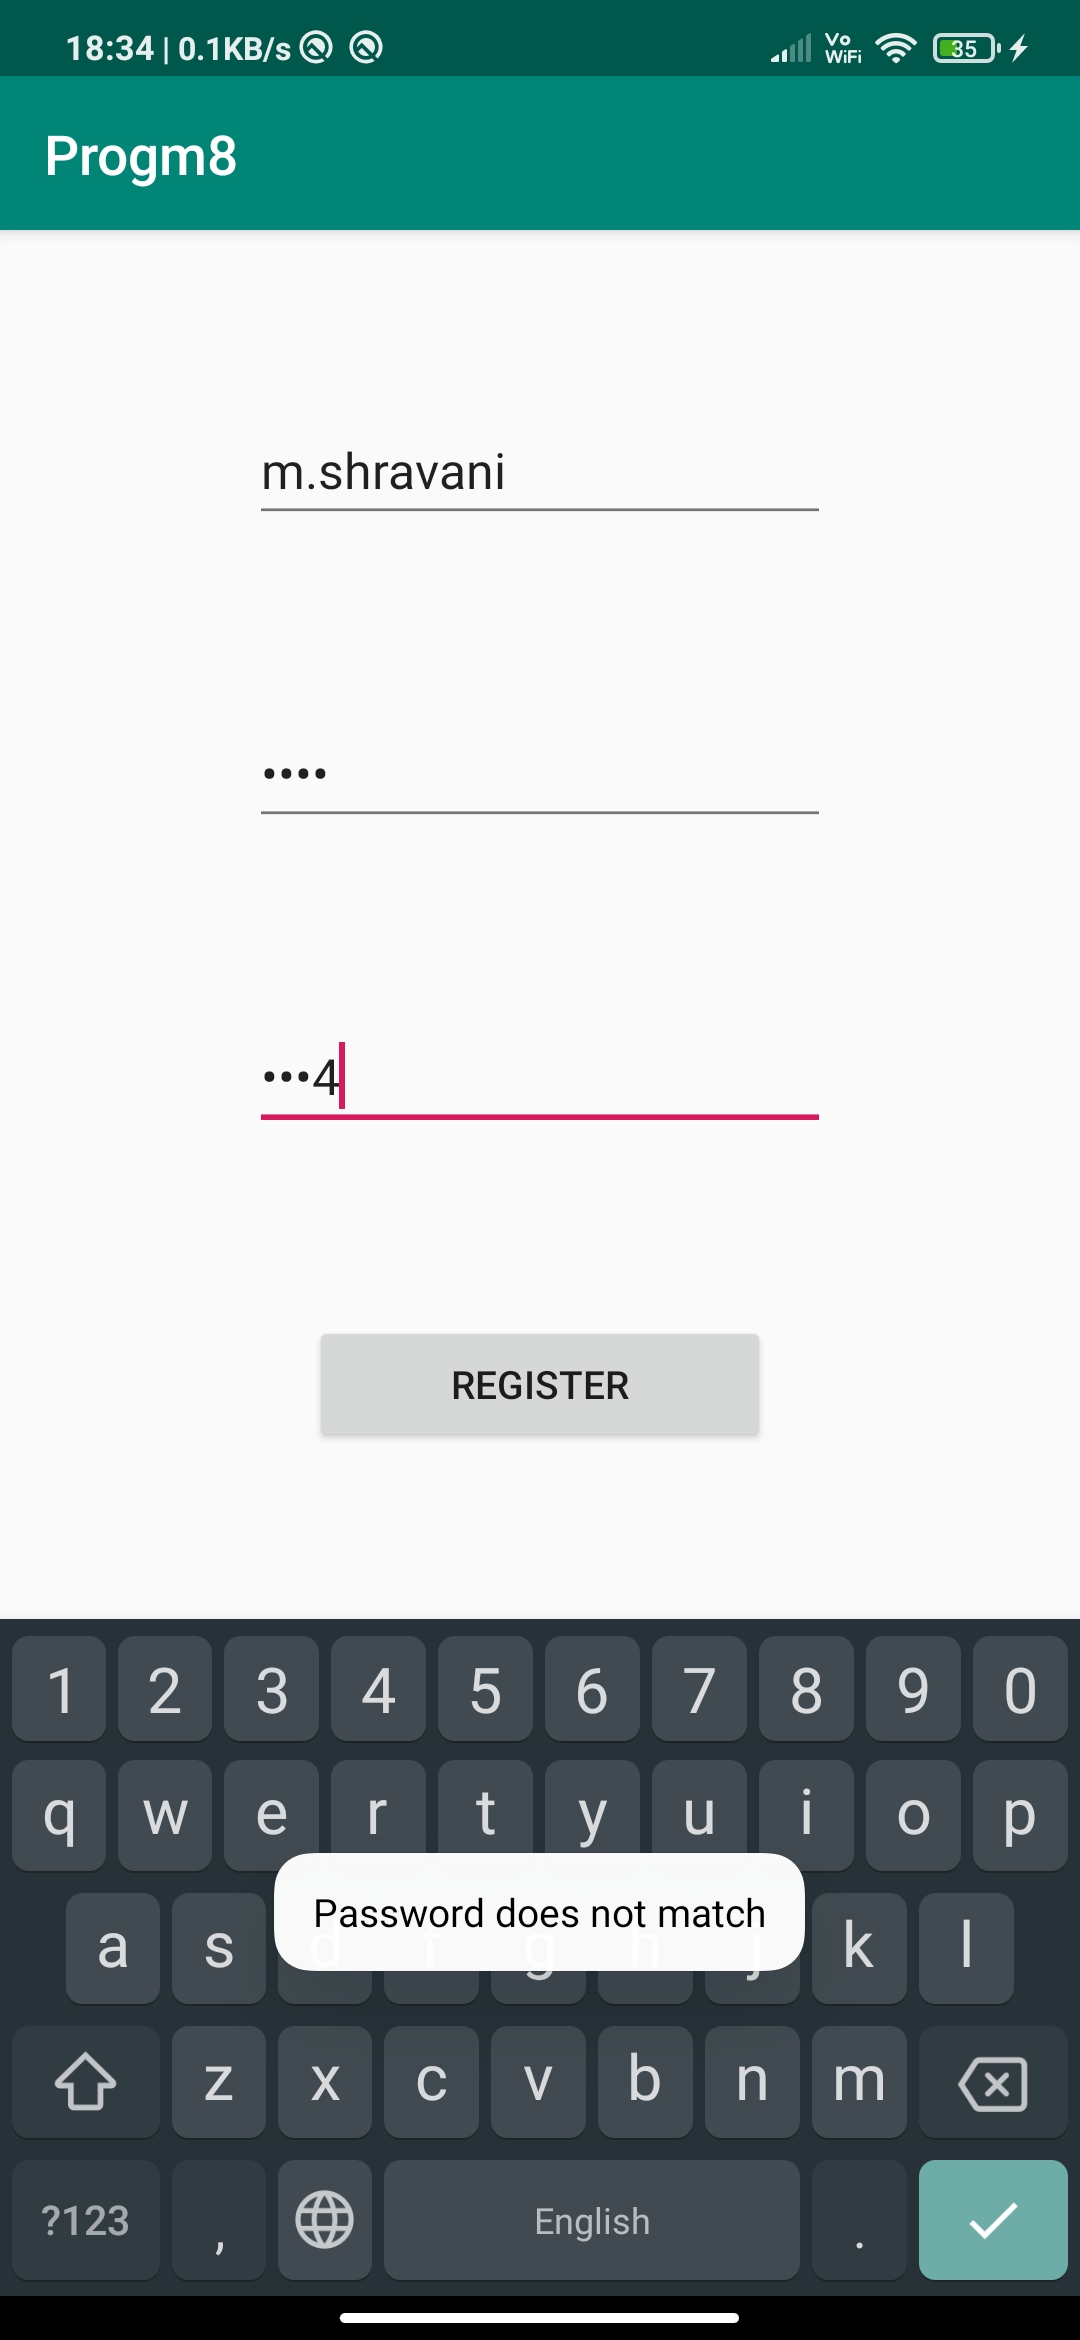 18:34 | 0.1KB/s Vo WiFi 35
Progm8
m.shravani
••••
•••4
REGISTER
1 2 3 4 5 6 7 8 9 0
q w e r t y u i o p
Password does not match
a s d f g h j k l
z x c v b n m
?123 , English .